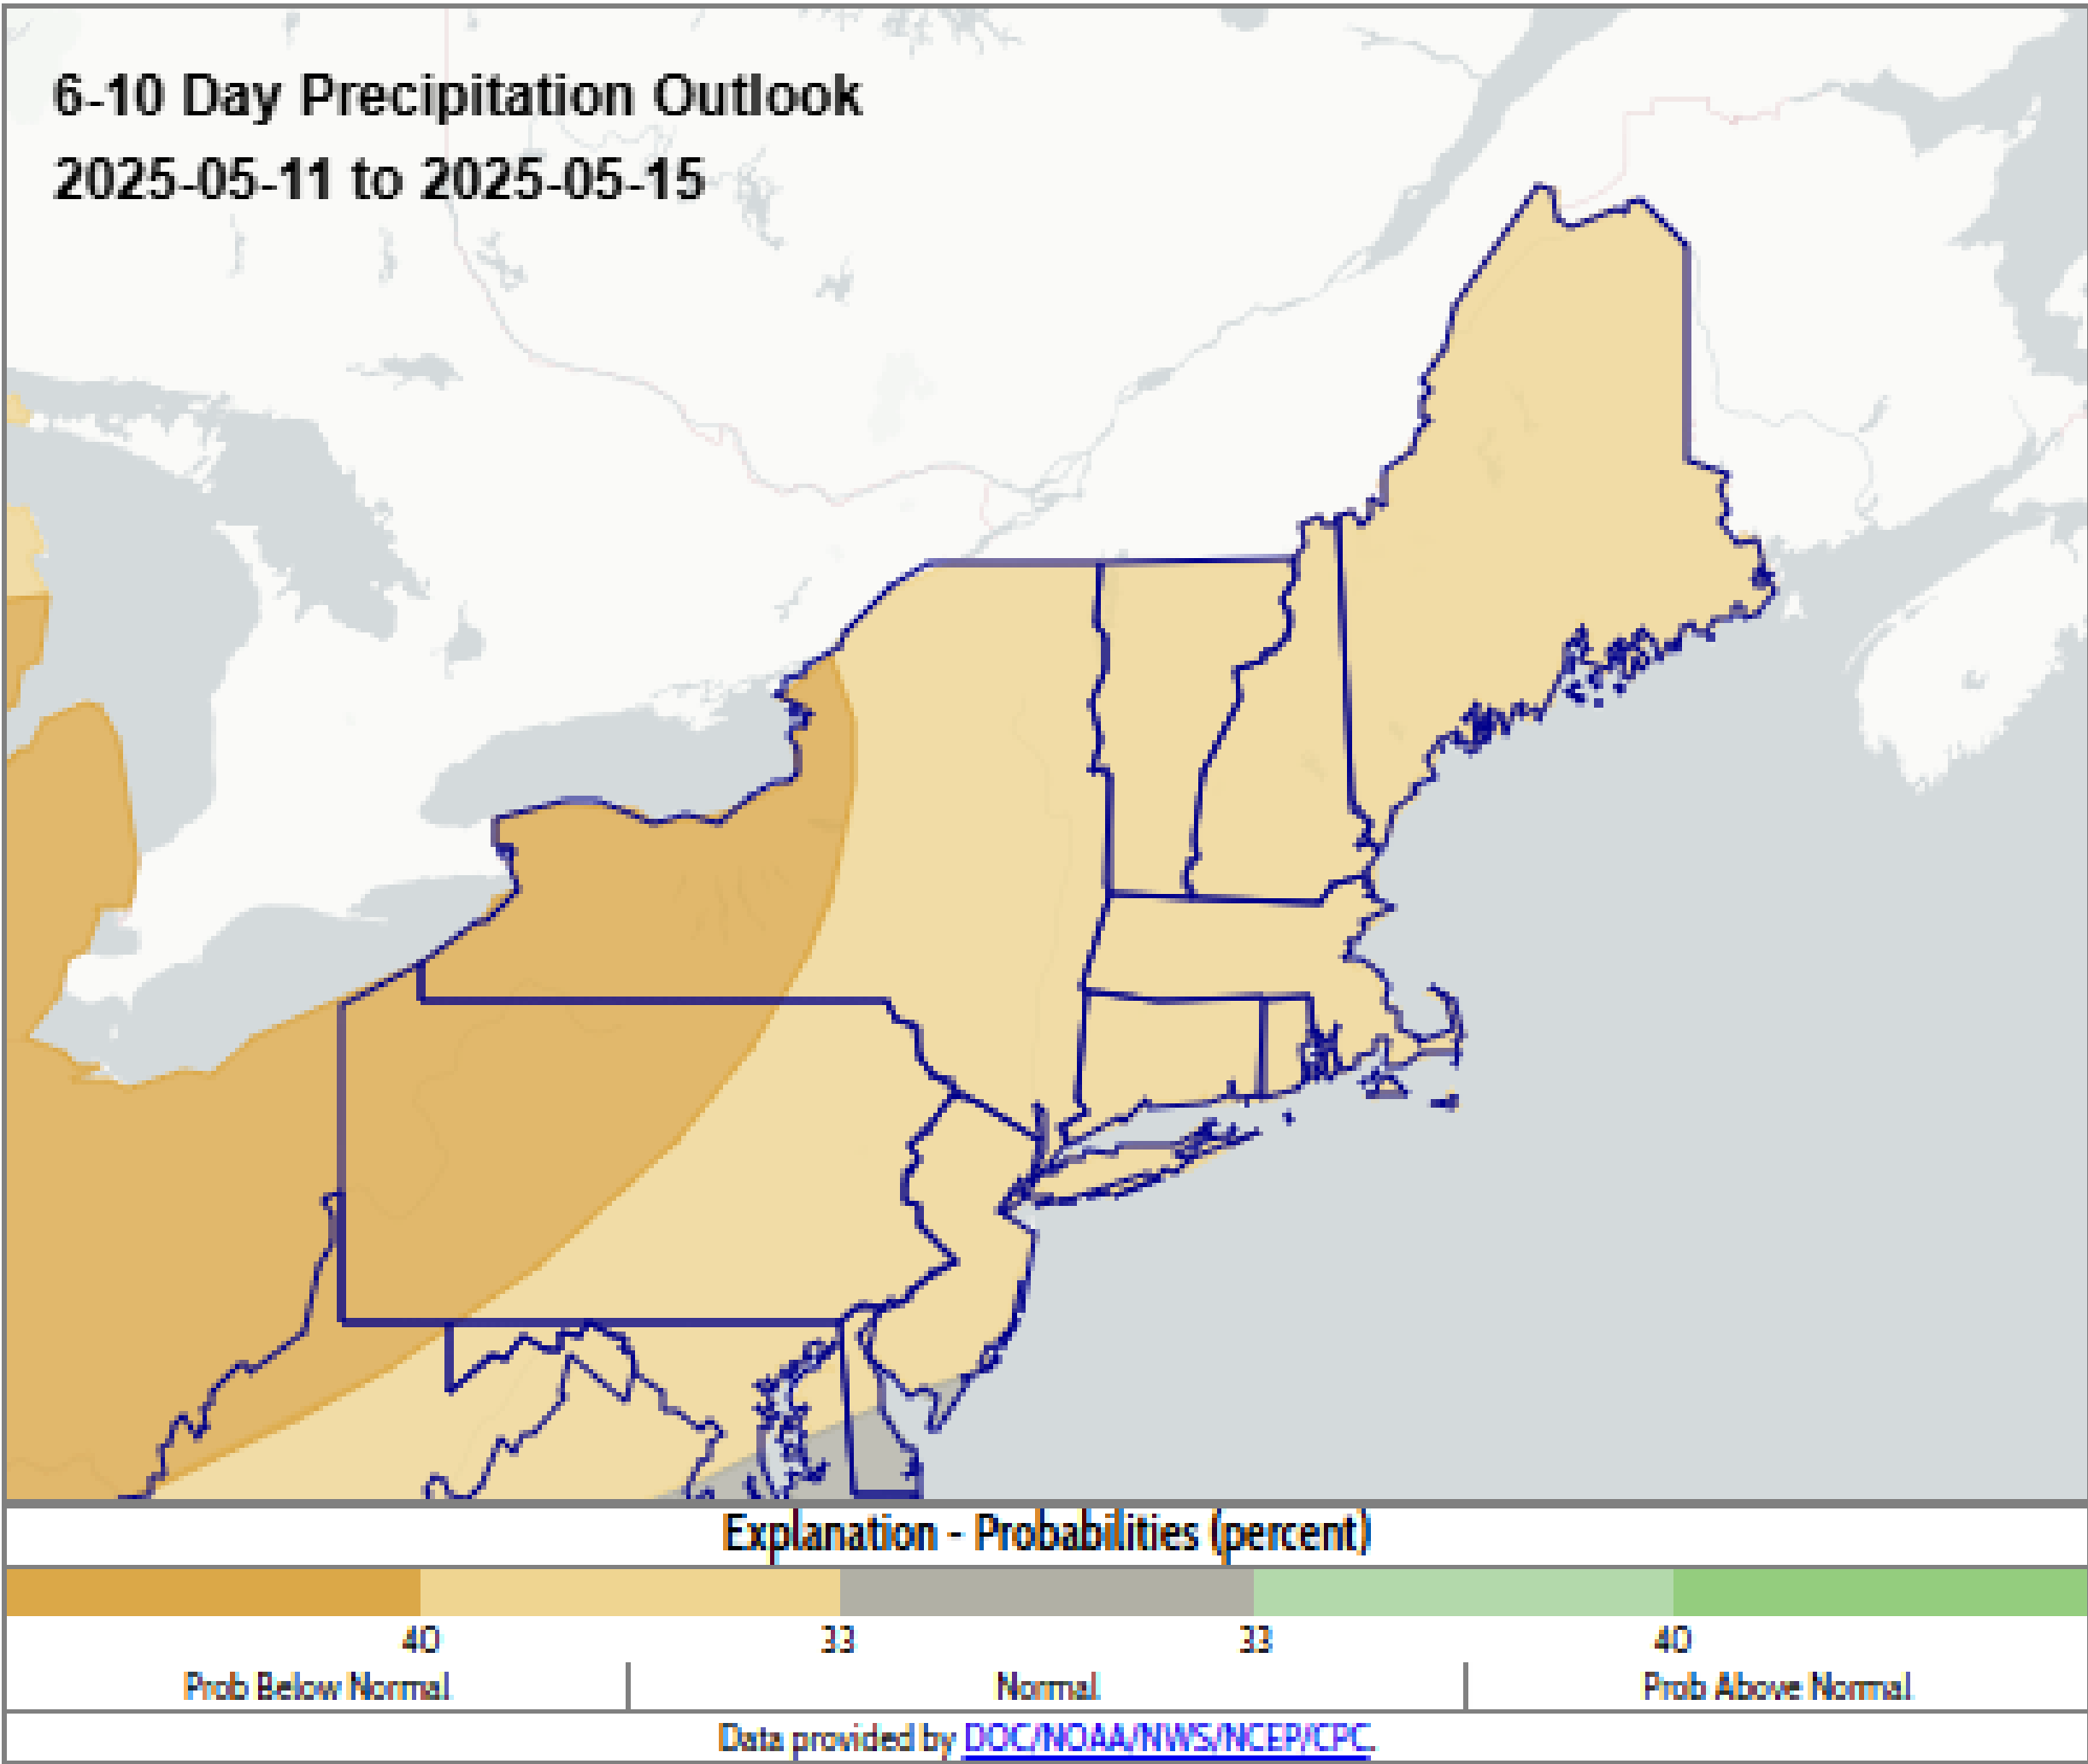 6-10 Day Precipitation Outlook
2025-05-11 to 2025-05-15
Explanation - Probabilities (percent)
40 33 33 40
Prob Below Normal Normal Prob Above Normal
Data provided by DOC/NOAA/NWS/NCEP/CPC.